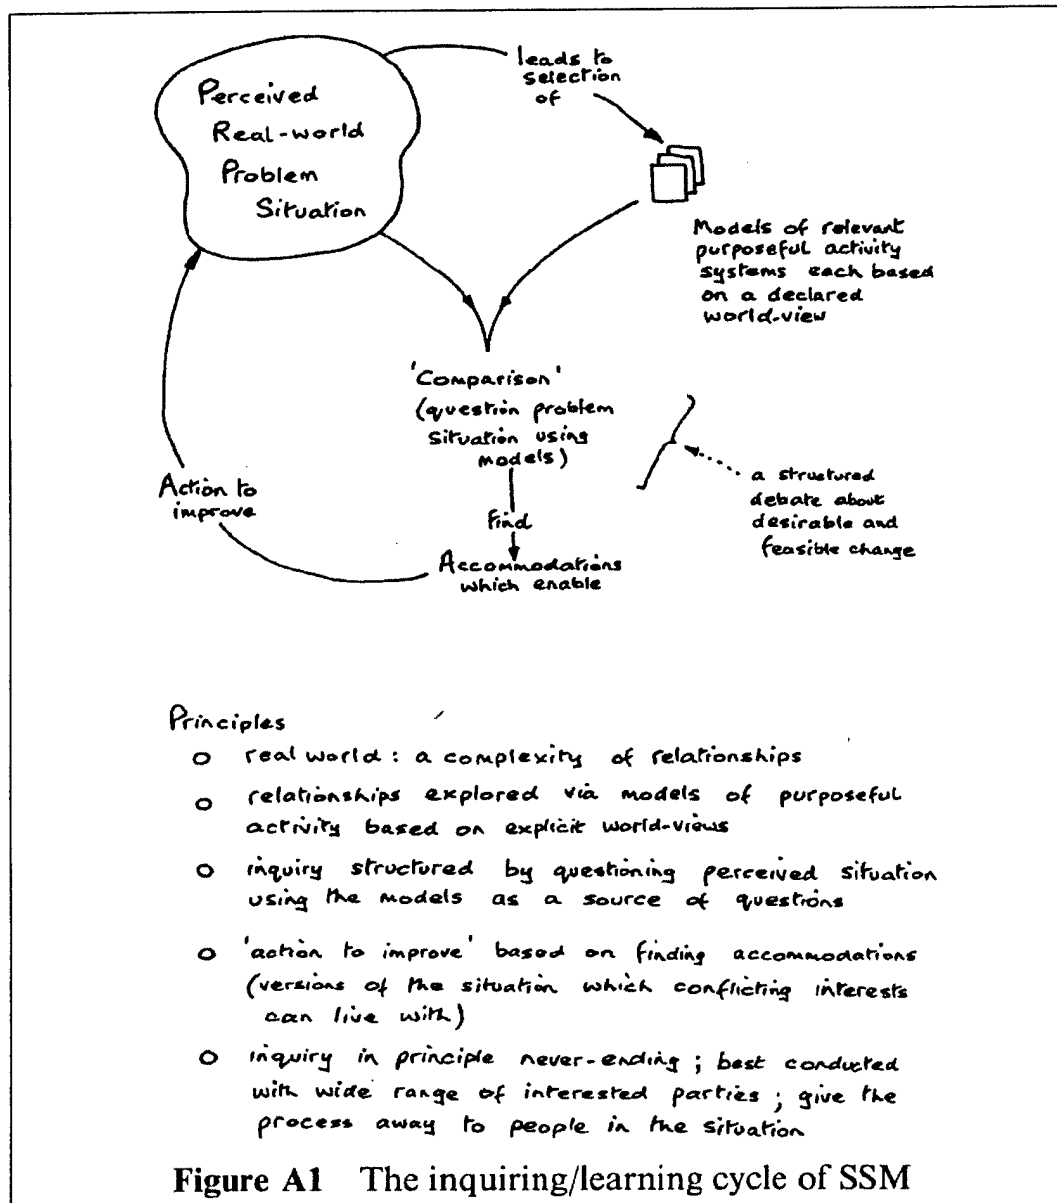 Perceived
Real-world
Problem
Situation
leads to
selection
of
Models of relevant
purposeful activity
systems each based
on a declared
world-view
'Comparison'
(question problem
situation using
models)
find
Accommodations
which enable
a structured
debate about
desirable and
feasible change
Action to
improve
Principles
real world : a complexity of relationships
relationships explored via models of purposeful
activity based on explicit world-views
inquiry structured by questioning perceived situation
using the models as a source of questions
'action to improve' based on finding accommodations
(versions of the situation which conflicting interests
can live with)
inquiry in principle never-ending ; best conducted
with wide range of interested parties ; give the
process away to people in the situation
Figure A1 The inquiring/learning cycle of SSM